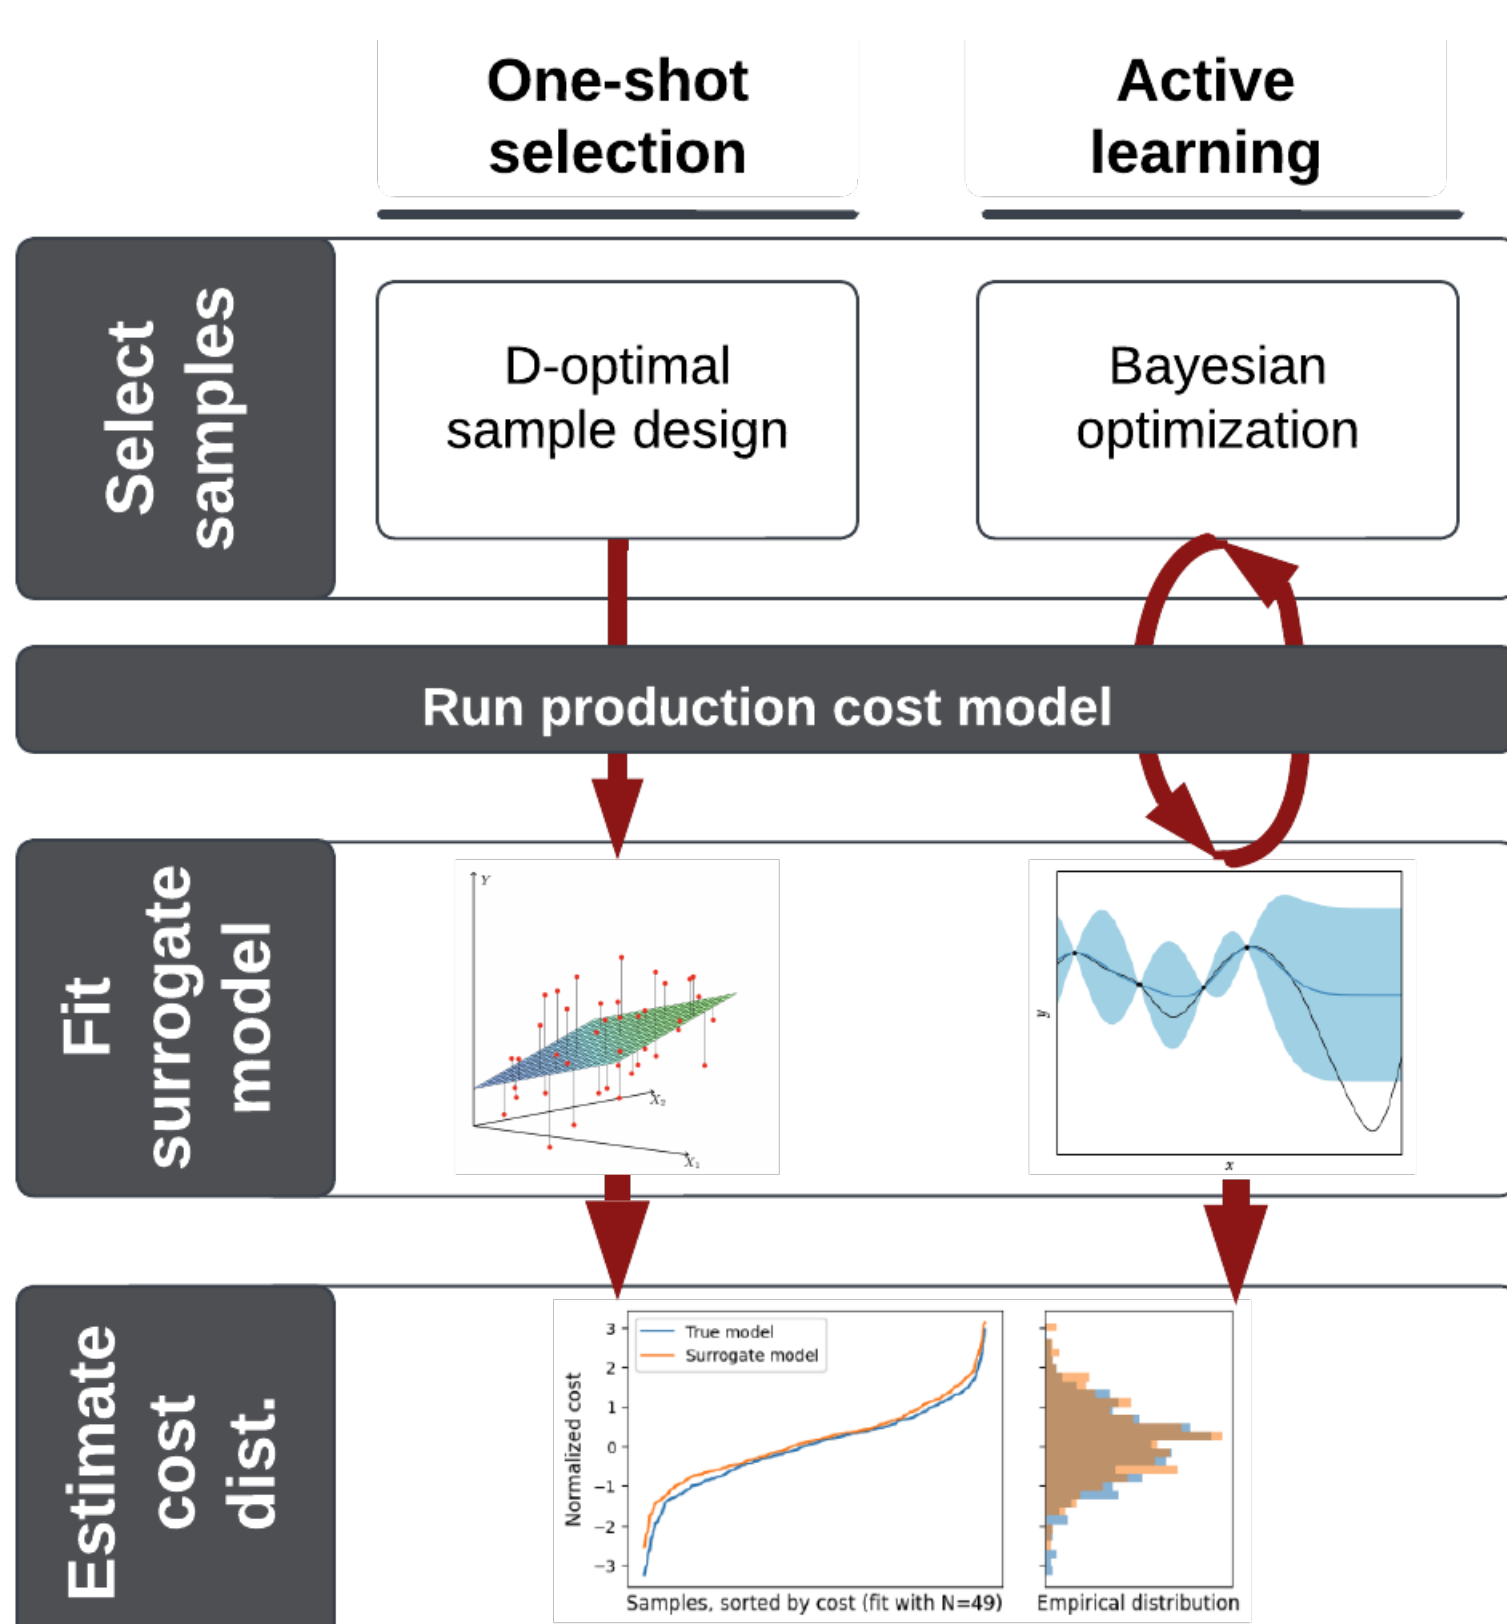 One-shot
selection
Active
learning
Select
samples
D-optimal
sample design
Bayesian
optimization
Run production cost model
Fit
surrogate
model
Y
X₂
X₁
y
x
Estimate
cost
dist.
Normalized cost
3
2
1
0
−1
−2
−3
True model
Surrogate model
Samples, sorted by cost (fit with N=49)
Empirical distribution